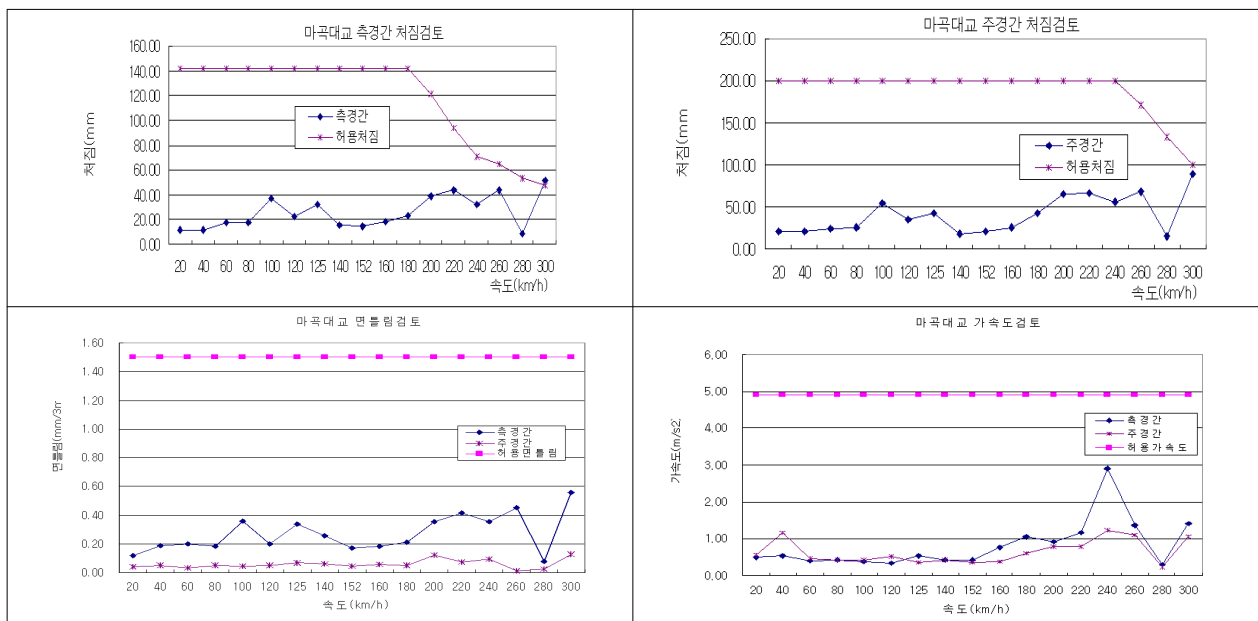 마곡대교 측경간 처짐검토
160.00
140.00
120.00
100.00
80.00
60.00
40.00
20.00
0.00
처짐(mm
측경간
허용처짐
20 40 60 80 100 120 125 140 152 160 180 200 220 240 260 280 300
속도(km/h)
마곡대교 주경간 처짐검토
250.00
200.00
150.00
100.00
50.00
0.00
처짐(mm
주경간
허용처짐
20 40 60 80 100 120 125 140 152 160 180 200 220 240 260 280 300
속도(km/h)
마곡대교 면틀림검토
1.60
1.40
1.20
1.00
0.80
0.60
0.40
0.20
0.00
면틀림(mm/3m
측경간
주경간
허용면틀림
20 40 60 80 100 120 125 140 152 160 180 200 220 240 260 280 300
속도(km/h)
마곡대교 가속도검토
6.00
5.00
4.00
3.00
2.00
1.00
0.00
가속도(m/s2)
측경간
주경간
허용가속도
20 40 60 80 100 120 125 140 152 160 180 200 220 240 260 280 300
속도(km/h)